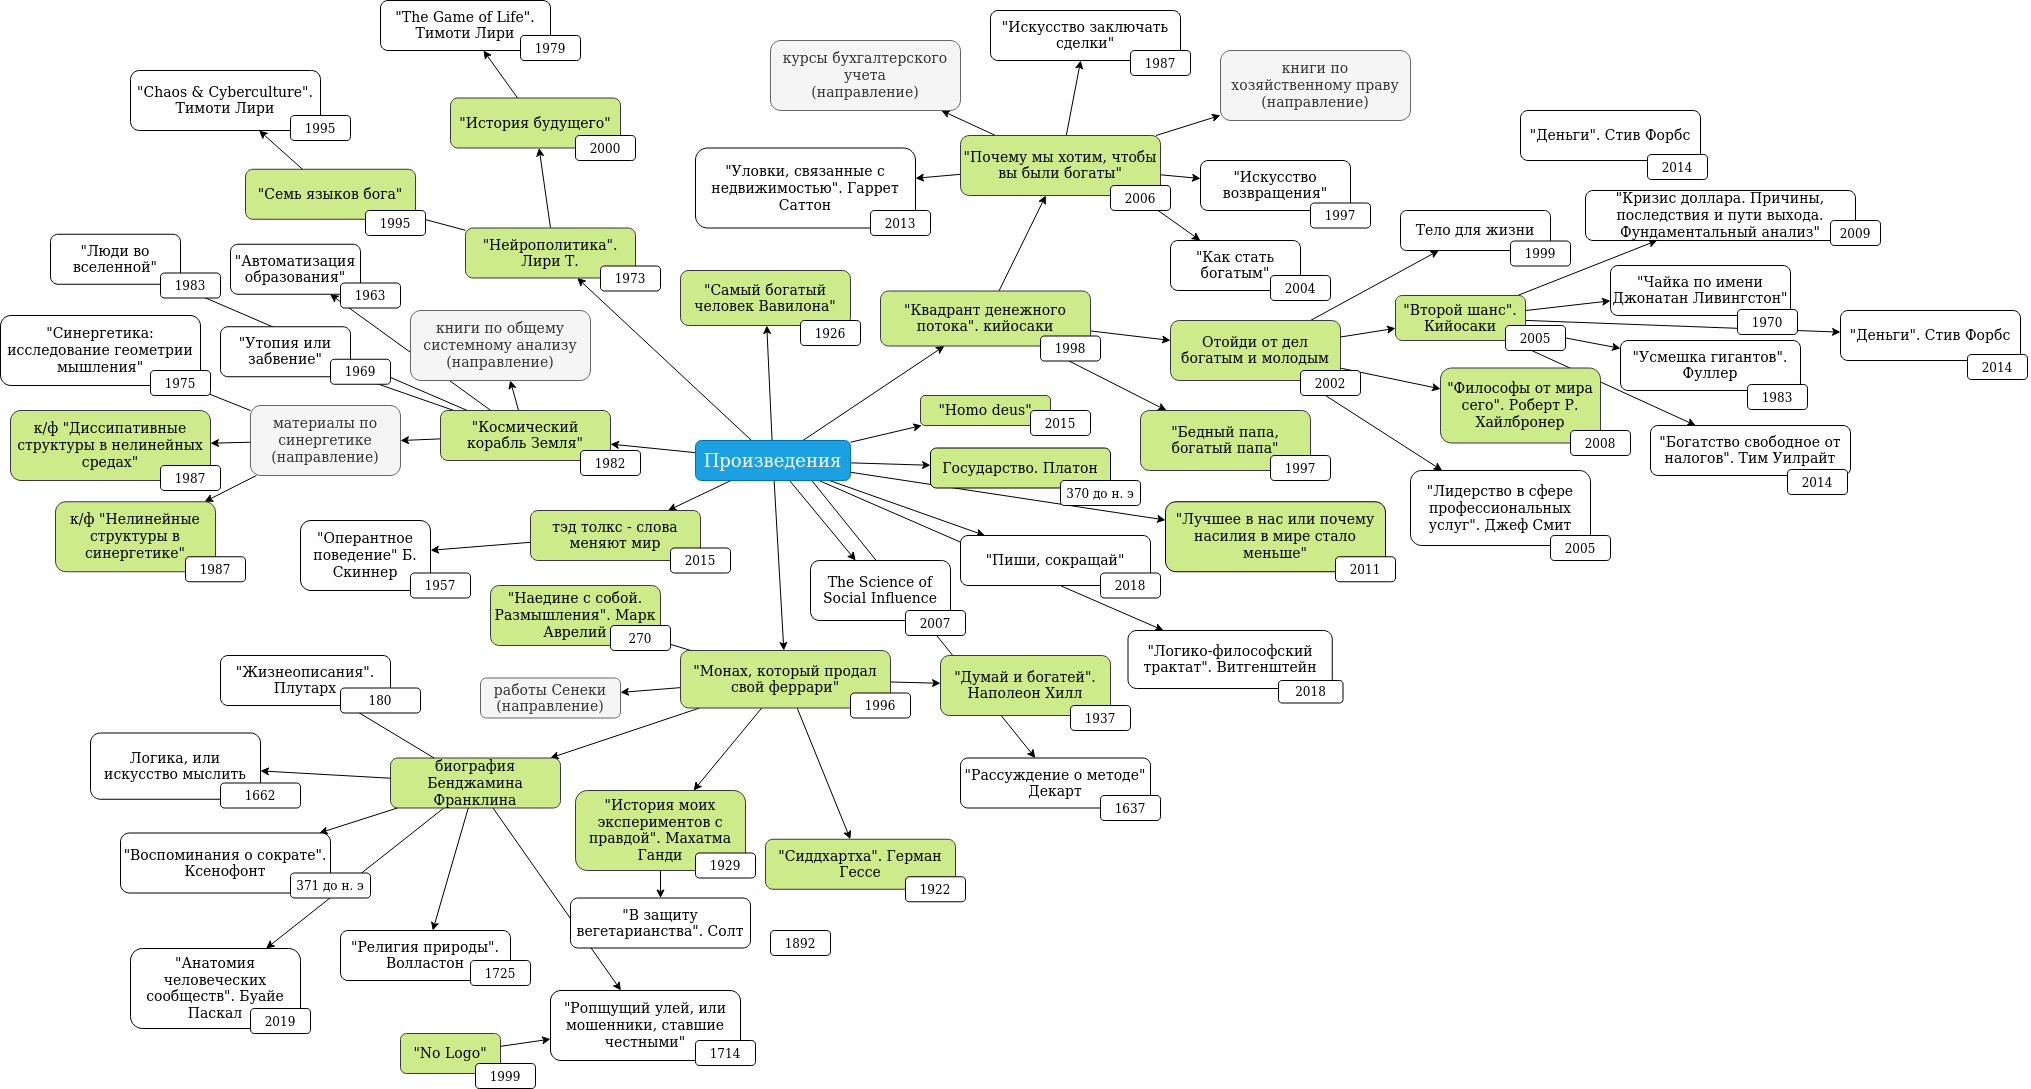 "The Game of Life".
Тимоти Лири
1979
"Искусство заключать
сделки"
1987
курсы бухгалтерского
учета
(направление)
книги по
хозяйственному праву
(направление)
"Chaos & Cyberculture".
Тимоти Лири
1995
"История будущего"
2000
"Деньги". Стив Форбс
2014
"Почему мы хотим, чтобы
вы были богаты"
2006
"Уловки, связанные с
недвижимостью". Гаррет
Саттон
2013
"Искусство
возвращения"
1997
"Семь языков бога"
1995
"Кризис доллара. Причины,
последствия и пути выхода.
Фундаментальный анализ"
2009
Тело для жизни
1999
"Нейрополитика".
Лири Т.
1973
"Люди во
вселенной"
1983
"Автоматизация
образования"
1963
"Как стать
богатым"
2004
"Чайка по имени
Джонатан Ливингстон"
1970
"Самый богатый
человек Вавилона"
1926
"Квадрант денежного
потока". кийосаки
1998
"Второй шанс".
Кийосаки
2005
"Деньги". Стив Форбс
2014
"Синергетика:
исследование геометрии
мышления"
1975
"Утопия или
забвение"
1969
книги по общему
системному анализу
(направление)
Отойди от дел
богатым и молодым
2002
"Усмешка гигантов".
Фуллер
1983
"Философы от мира
сего". Роберт Р.
Хайлбронер
2008
"Homo deus"
2015
"Бедный папа,
богатый папа"
1997
к/ф "Диссипативные
структуры в нелинейных
средах"
1987
материалы по
синергетике
(направление)
"Космический
корабль Земля"
1982
Произведения
Государство. Платон
370 до н. э
"Богатство свободное от
налогов". Тим Уилрайт
2014
"Лидерство в сфере
профессиональных
услуг". Джеф Смит
2005
к/ф "Нелинейные
структуры в
синергетике"
1987
"Оперантное
поведение" Б.
Скиннер
1957
тэд толкс - слова
меняют мир
2015
"Лучшее в нас или почему
насилия в мире стало
меньше"
2011
"Пиши, сокращай"
2018
The Science of
Social Influence
2007
"Наедине с собой.
Размышления". Марк
Аврелий
270
"Логико-философский
трактат". Витгенштейн
2018
"Жизнеописания".
Плутарх
180
работы Сенеки
(направление)
"Монах, который продал
свой феррари"
1996
"Думай и богатей".
Наполеон Хилл
1937
Логика, или
искусство мыслить
1662
биография
Бенджамина
Франклина
"Рассуждение о методе"
Декарт
1637
"История моих
экспериментов с
правдой". Махатма
Ганди
1929
"Сиддхартха". Герман
Гессе
1922
"Воспоминания о сократе".
Ксенофонт
371 до н. э
"В защиту
вегетарианства". Солт
1892
"Религия природы".
Волластон
1725
"Анатомия
человеческих
сообществ". Буайе
Паскал
2019
"Ропщущий улей, или
мошенники, ставшие
честными"
1714
"No Logo"
1999